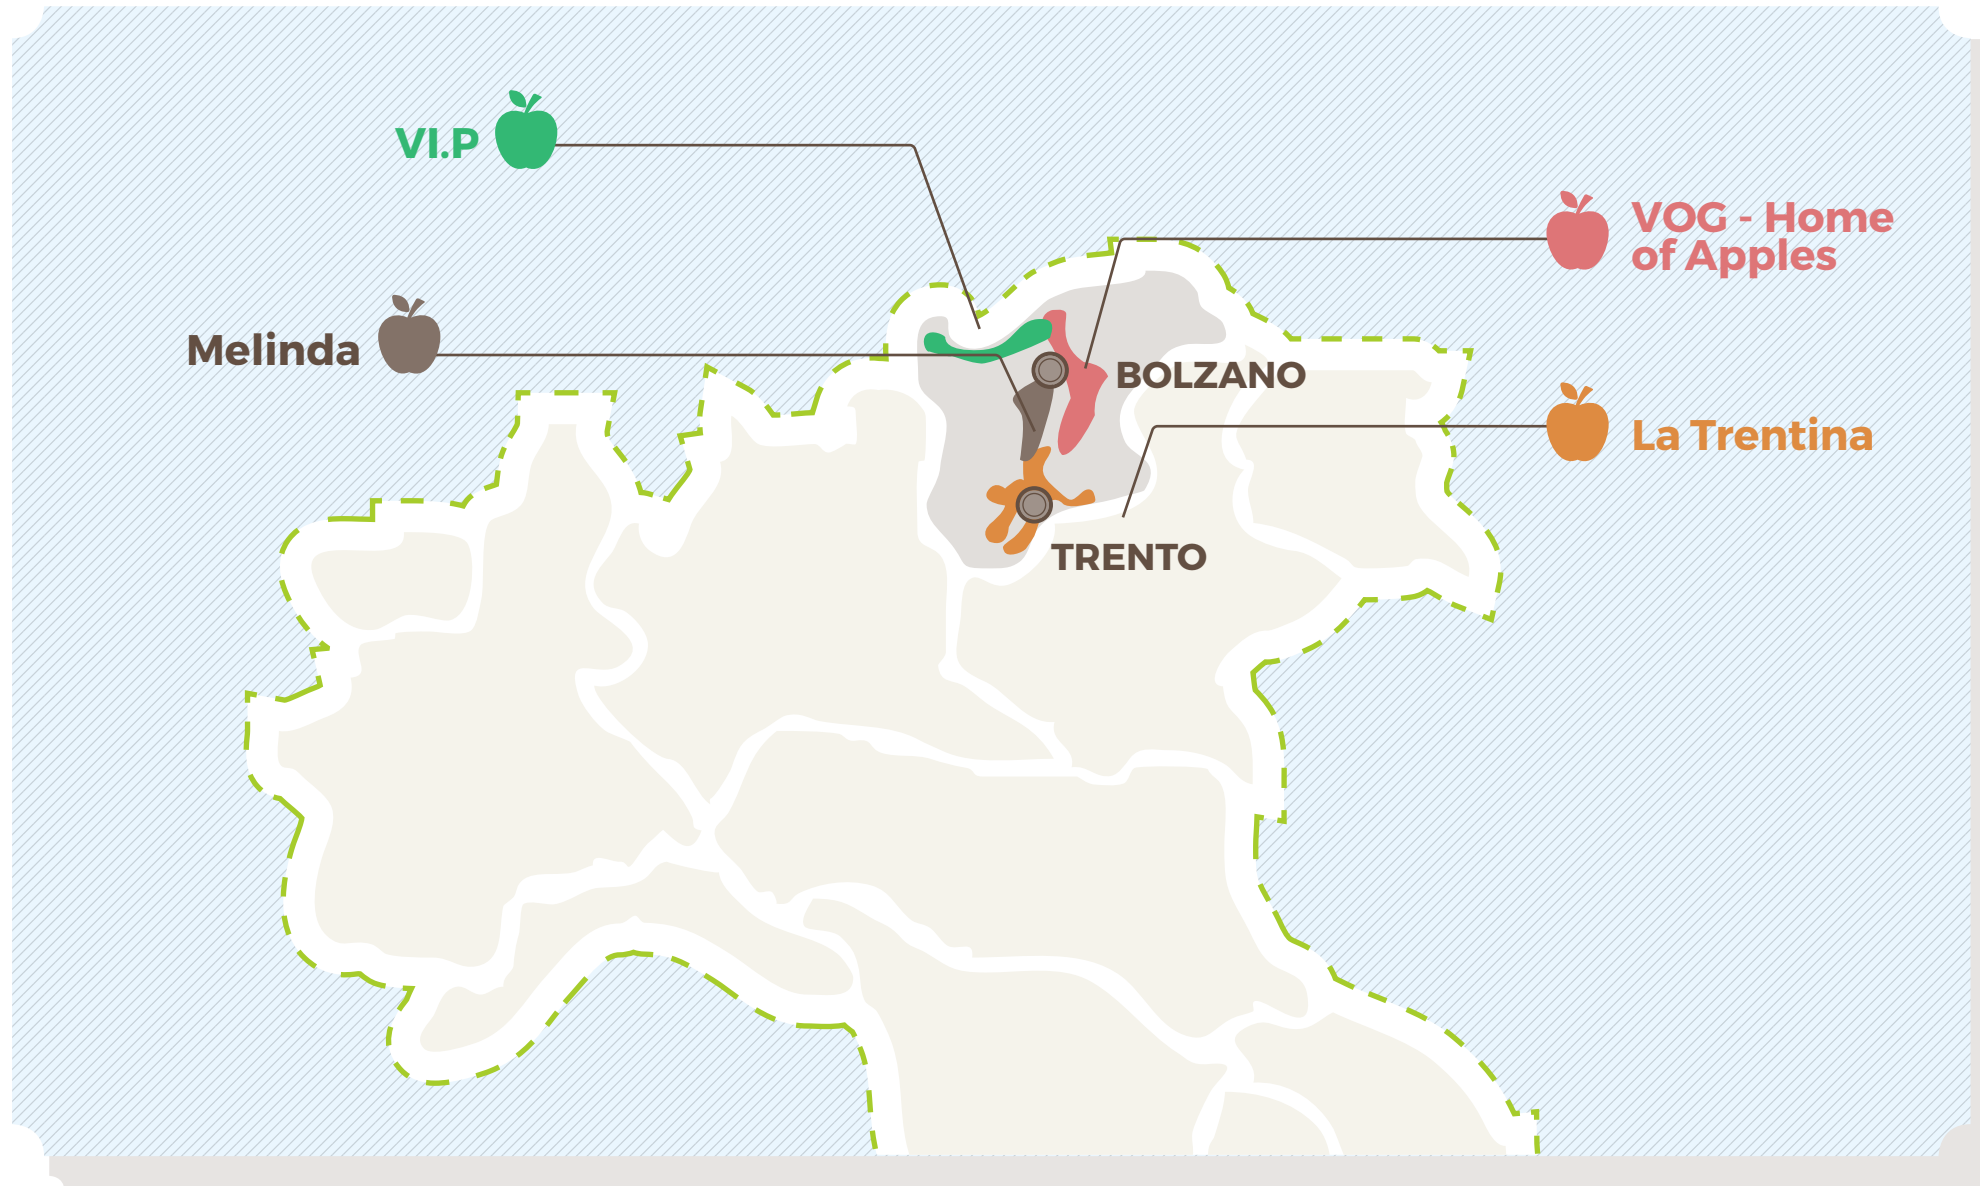 VI.P
VOG - Home
of Apples
Melinda
BOLZANO
La Trentina
TRENTO